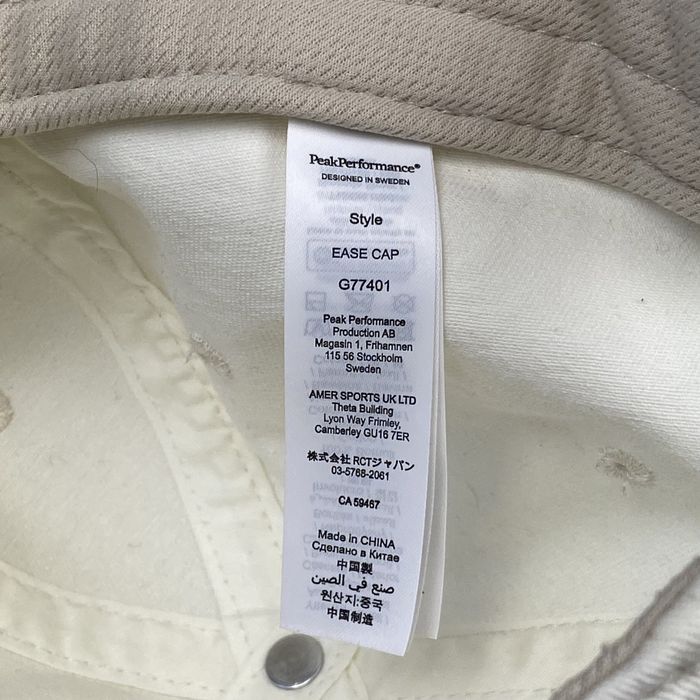 PeakPerformance®
DESIGNED IN SWEDEN
Style
EASE CAP
G77401
Peak Performance
Production AB
Magasin 1, Frihamnen
115 56 Stockholm
Sweden
AMER SPORTS UK LTD
Theta Building
Lyon Way Frimley,
Camberley GU16 7ER
株式会社 RCTジャパン
03-5768-2061
CA 59467
Made in CHINA
Сделано в Китае
中国製
صنع في الصين
원산지:중국
中国制造